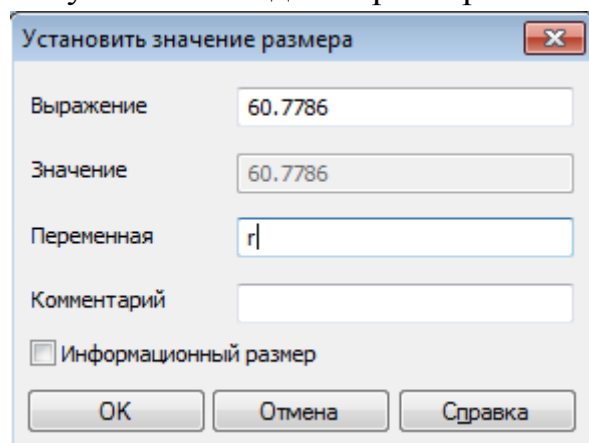 Установить значение размера
Выражение 60.7786
Значение 60.7786
Переменная r
Комментарий
Информационный размер
OK Отмена Справка